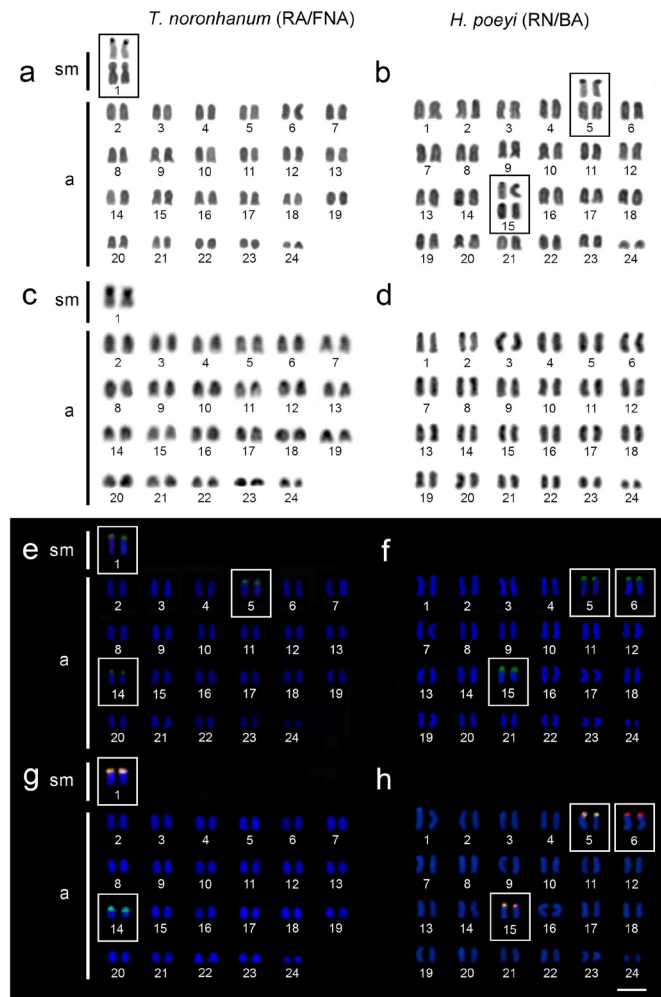 T. noronhanum (RA/FNA) H. poeyi (RN/BA)
a sm 1
2 3 4 5 6 7
a 8 9 10 11 12 13
14 15 16 17 18 19
20 21 22 23 24
b
1 2 3 4 5 6
7 8 9 10 11 12
13 14 15 16 17 18
19 20 21 22 23 24
c sm 1
2 3 4 5 6 7
a 8 9 10 11 12 13
14 15 16 17 18 19
20 21 22 23 24
d
1 2 3 4 5 6
7 8 9 10 11 12
13 14 15 16 17 18
19 20 21 22 23 24
e sm 1
2 3 4 5 6 7
a 8 9 10 11 12 13
14 15 16 17 18 19
20 21 22 23 24
f
1 2 3 4 5 6
7 8 9 10 11 12
13 14 15 16 17 18
19 20 21 22 23 24
g sm 1
2 3 4 5 6 7
a 8 9 10 11 12 13
14 15 16 17 18 19
20 21 22 23 24
h
1 2 3 4 5 6
7 8 9 10 11 12
13 14 15 16 17 18
19 20 21 22 23 24